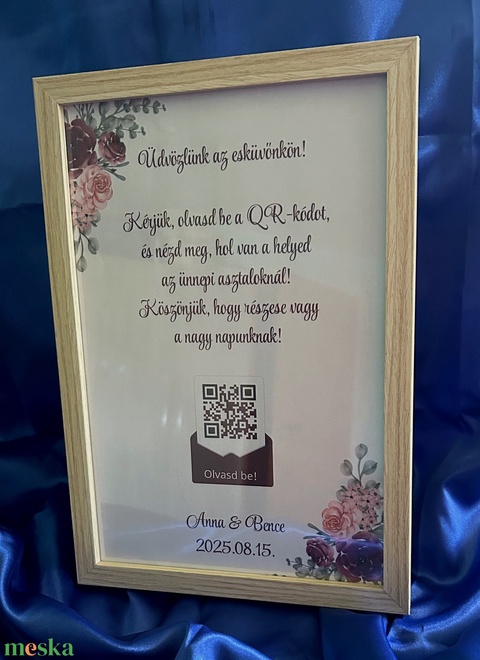 Üdvözlünk az esküvőnkön!
Kérjük, olvasd be a QR-kódot,
és nézd meg, hol van a helyed
az ünnepi asztaloknál!
Köszönjük, hogy részese vagy
a nagy napunknak!
Olvasd be!
Anna & Bence
2025.08.15.
meska